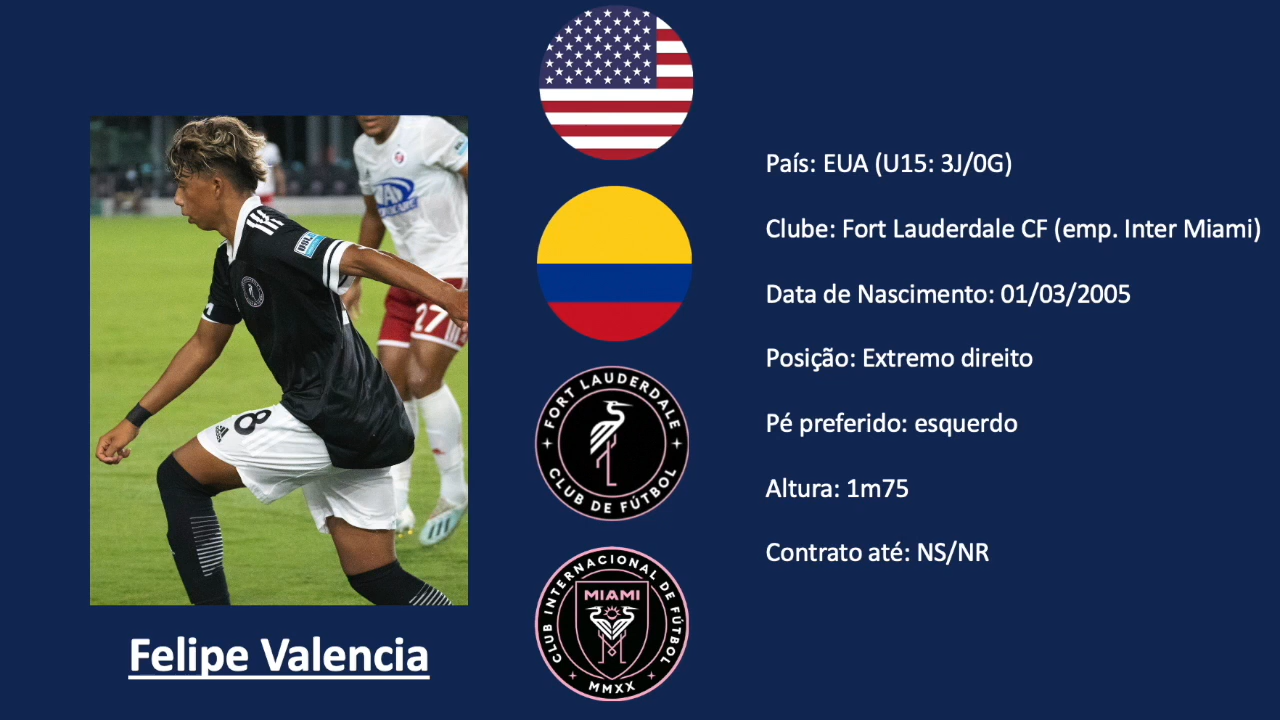 País: EUA (U15: 3J/0G)
Clube: Fort Lauderdale CF (emp. Inter Miami)
Data de Nascimento: 01/03/2005
Posição: Extremo direito
Pé preferido: esquerdo
Altura: 1m75
Contrato até: NS/NR
Felipe Valencia
FORT LAUDERDALE
CLUB DE FÚTBOL
CLUB INTERNACIONAL DE FÚTBOL
MIAMI
MMXX
8
27